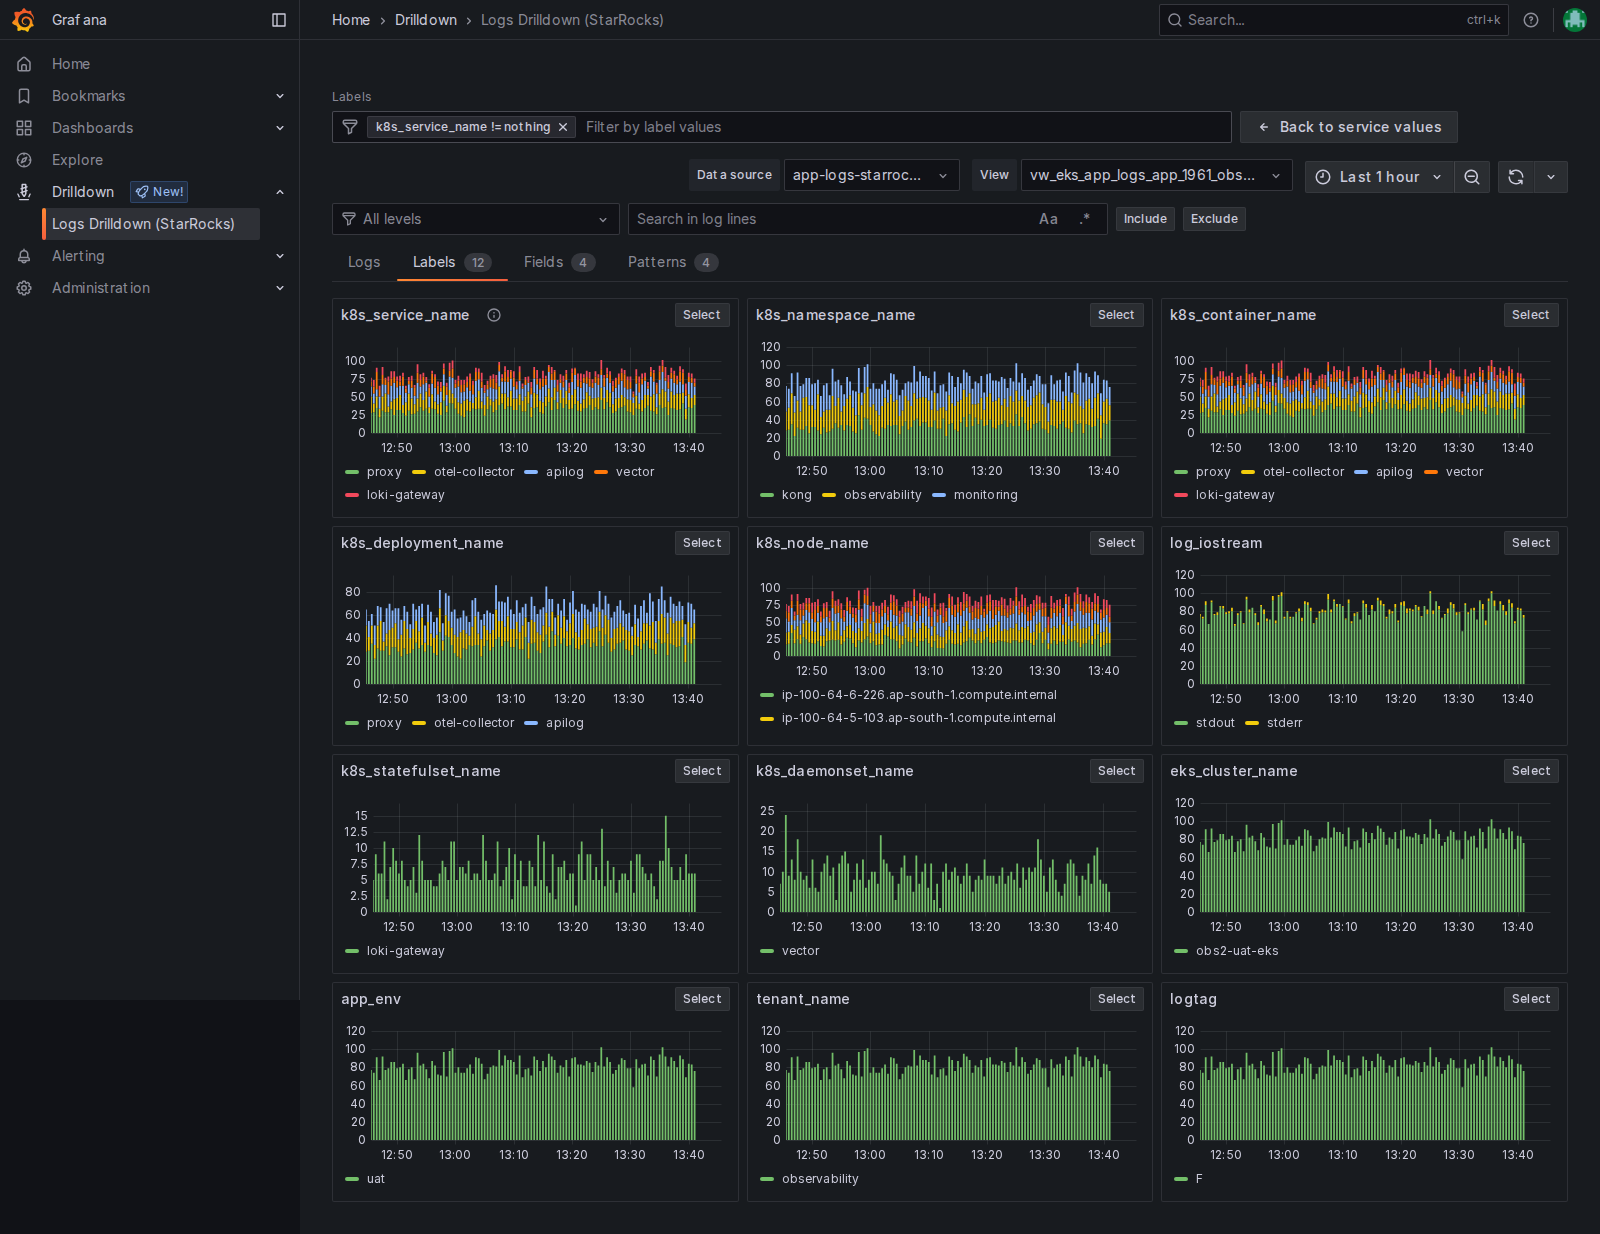 Grafana
Home › Drilldown › Logs Drilldown (StarRocks)
Search... ctrl+k
Home
Bookmarks
Dashboards
Explore
Drilldown New!
Logs Drilldown (StarRocks)
Alerting
Administration
Labels
k8s_service_name != nothing Filter by label values
Back to service values
Data source app-logs-starroc... View vw_eks_app_logs_app_1961_obs... Last 1 hour
All levels Search in log lines Aa .* Include Exclude
Logs Labels 12 Fields 4 Patterns 4
k8s_service_name Select
100
75
50
25
0
12:50 13:00 13:10 13:20 13:30 13:40
proxy otel-collector apilog vector
loki-gateway
k8s_namespace_name Select
120
100
80
60
40
20
0
12:50 13:00 13:10 13:20 13:30 13:40
kong observability monitoring
k8s_container_name Select
100
75
50
25
0
12:50 13:00 13:10 13:20 13:30 13:40
proxy otel-collector apilog vector
loki-gateway
k8s_deployment_name Select
80
60
40
20
0
12:50 13:00 13:10 13:20 13:30 13:40
proxy otel-collector apilog
k8s_node_name Select
100
75
50
25
0
12:50 13:00 13:10 13:20 13:30 13:40
ip-100-64-6-226.ap-south-1.compute.internal
ip-100-64-5-103.ap-south-1.compute.internal
log_iostream Select
120
100
80
60
40
20
0
12:50 13:00 13:10 13:20 13:30 13:40
stdout stderr
k8s_statefulset_name Select
15
12.5
10
7.5
5
2.5
0
12:50 13:00 13:10 13:20 13:30 13:40
loki-gateway
k8s_daemonset_name Select
25
20
15
10
5
0
12:50 13:00 13:10 13:20 13:30 13:40
vector
eks_cluster_name Select
120
100
80
60
40
20
0
12:50 13:00 13:10 13:20 13:30 13:40
obs2-uat-eks
app_env Select
120
100
80
60
40
20
0
12:50 13:00 13:10 13:20 13:30 13:40
uat
tenant_name Select
120
100
80
60
40
20
0
12:50 13:00 13:10 13:20 13:30 13:40
observability
logtag Select
120
100
80
60
40
20
0
12:50 13:00 13:10 13:20 13:30 13:40
F